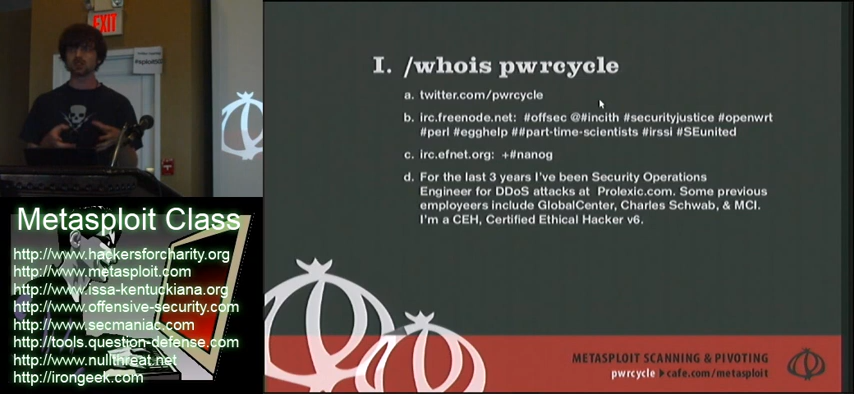 EXIT
I. /whois pwrcycle
a. twitter.com/pwrcycle
b. irc.freenode.net: #offsec @#incith #securityjustice #openwrt
#perl #egghelp ##part-time-scientists #irssi #SEunited
c. irc.efnet.org: +#nanog
d. For the last 3 years I've been Security Operations
Engineer for DDoS attacks at Prolexic.com. Some previous
employeers include GlobalCenter, Charles Schwab, & MCI.
I'm a CEH, Certified Ethical Hacker v6.
METASPLOIT SCANNING & PIVOTING
pwrcycle cafe.com/metasploit
Metasploit Class
http://www.hackersforcharity.org
http://www.metasploit.com
http://www.issa-kentuckiana.org
http://www.offensive-security.com
http://www.secmaniac.com
http://tools.question-defense.com
http://www.nullthreat.net
http://irongeek.com